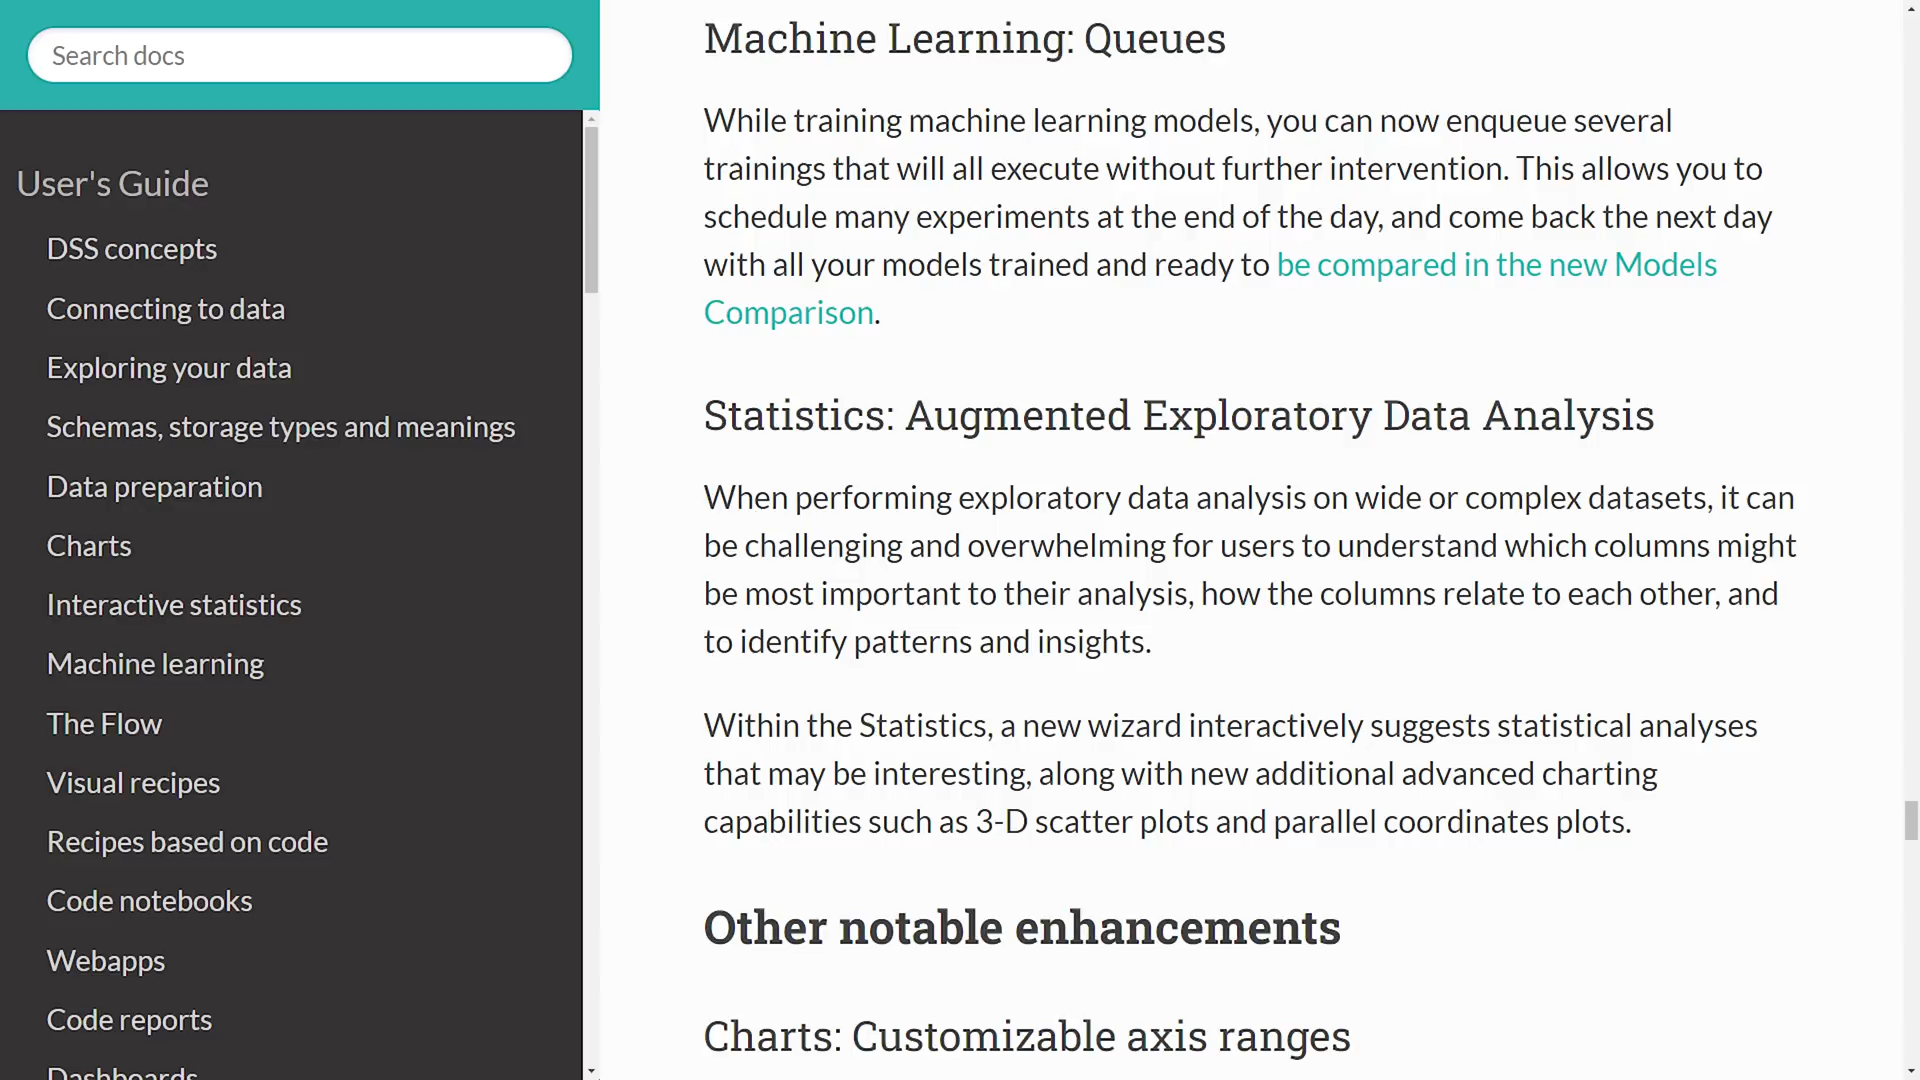 Search docs
User's Guide
DSS concepts
Connecting to data
Exploring your data
Schemas, storage types and meanings
Data preparation
Charts
Interactive statistics
Machine learning
The Flow
Visual recipes
Recipes based on code
Code notebooks
Webapps
Code reports
Dashboards
Machine Learning: Queues
While training machine learning models, you can now enqueue several
trainings that will all execute without further intervention. This allows you to
schedule many experiments at the end of the day, and come back the next day
with all your models trained and ready to be compared in the new Models
Comparison.
Statistics: Augmented Exploratory Data Analysis
When performing exploratory data analysis on wide or complex datasets, it can
be challenging and overwhelming for users to understand which columns might
be most important to their analysis, how the columns relate to each other, and
to identify patterns and insights.
Within the Statistics, a new wizard interactively suggests statistical analyses
that may be interesting, along with new additional advanced charting
capabilities such as 3-D scatter plots and parallel coordinates plots.
Other notable enhancements
Charts: Customizable axis ranges